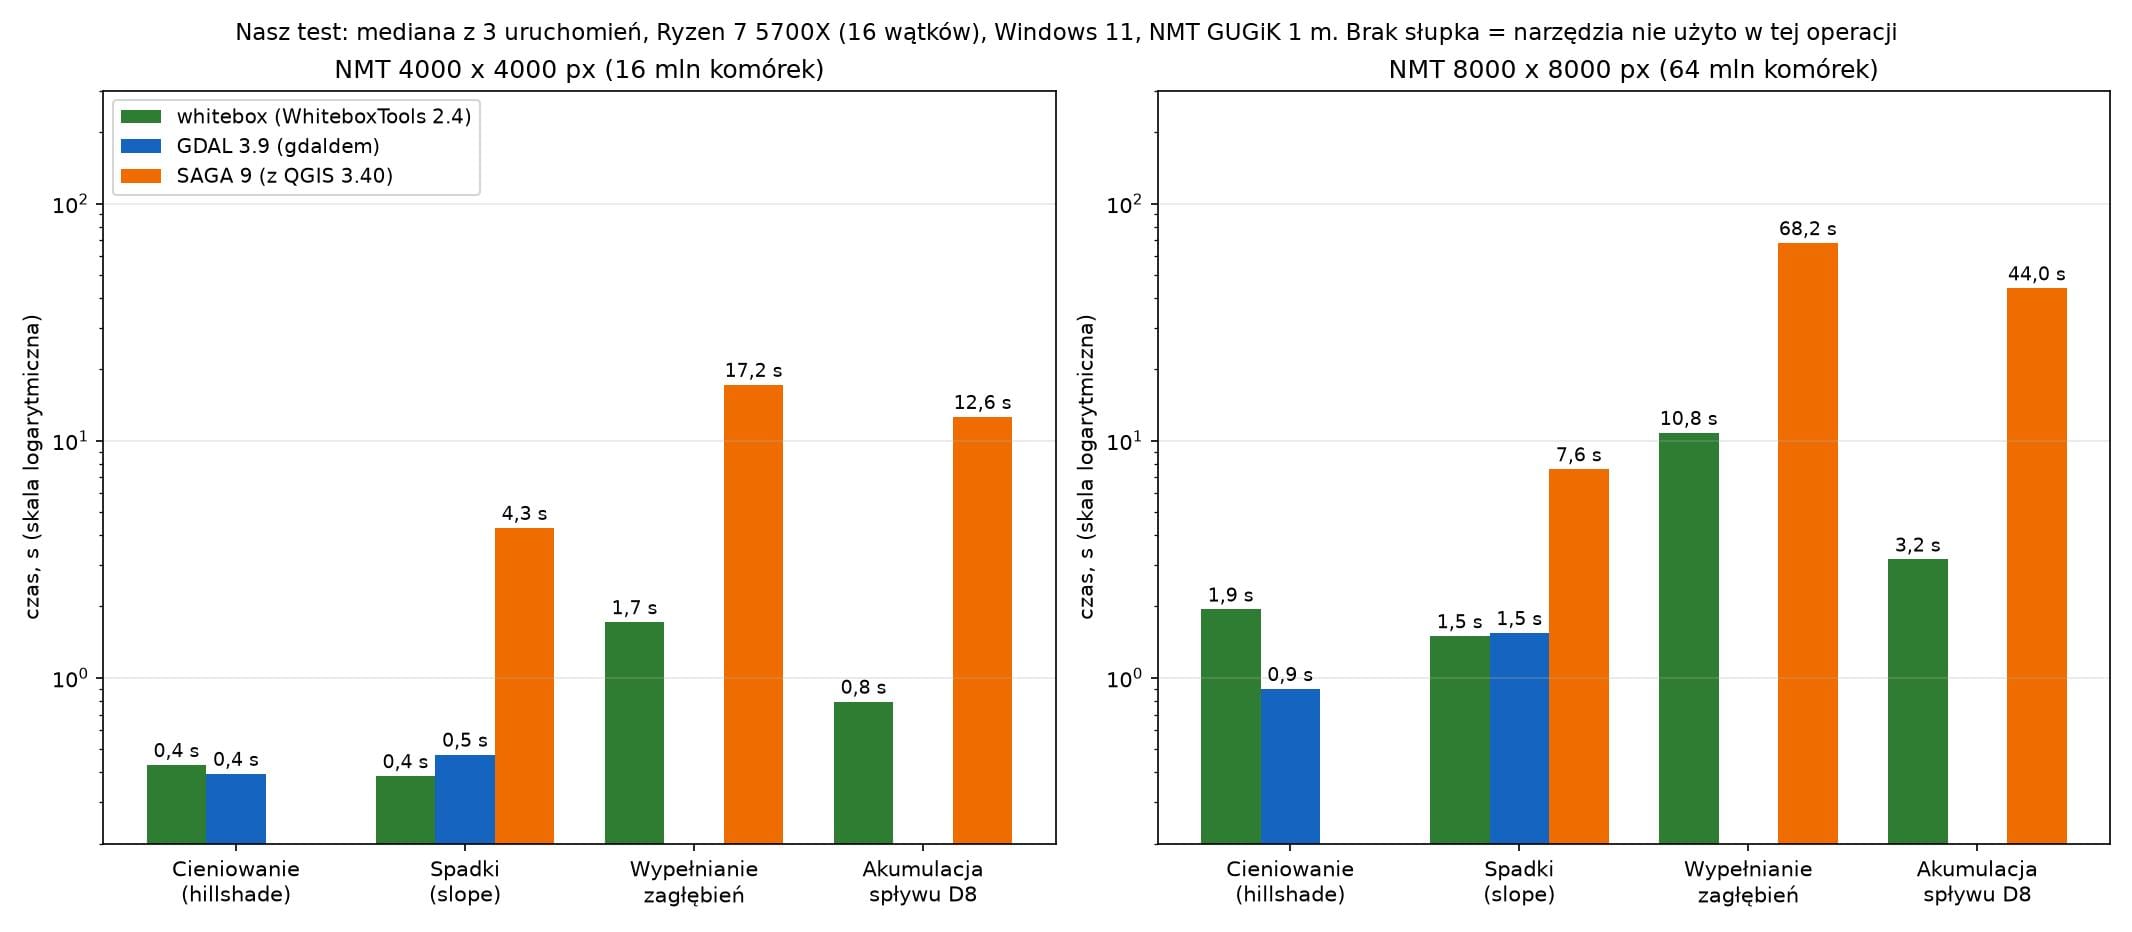 Nasz test: mediana z 3 uruchomień, Ryzen 7 5700X (16 wątków), Windows 11, NMT GUGiK 1 m. Brak słupka = narzędzia nie użyto w tej operacji
NMT 4000 x 4000 px (16 mln komórek)
whitebox (WhiteboxTools 2.4)
GDAL 3.9 (gdaldem)
SAGA 9 (z QGIS 3.40)
czas, s (skala logarytmiczna)
10²
10¹
10⁰
0,4 s
0,4 s
0,4 s
0,5 s
4,3 s
1,7 s
17,2 s
0,8 s
12,6 s
Cieniowanie
(hillshade)
Spadki
(slope)
Wypełnianie
zagłębień
Akumulacja
spływu D8
NMT 8000 x 8000 px (64 mln komórek)
czas, s (skala logarytmiczna)
10²
10¹
10⁰
1,9 s
0,9 s
1,5 s
1,5 s
7,6 s
10,8 s
68,2 s
3,2 s
44,0 s
Cieniowanie
(hillshade)
Spadki
(slope)
Wypełnianie
zagłębień
Akumulacja
spływu D8